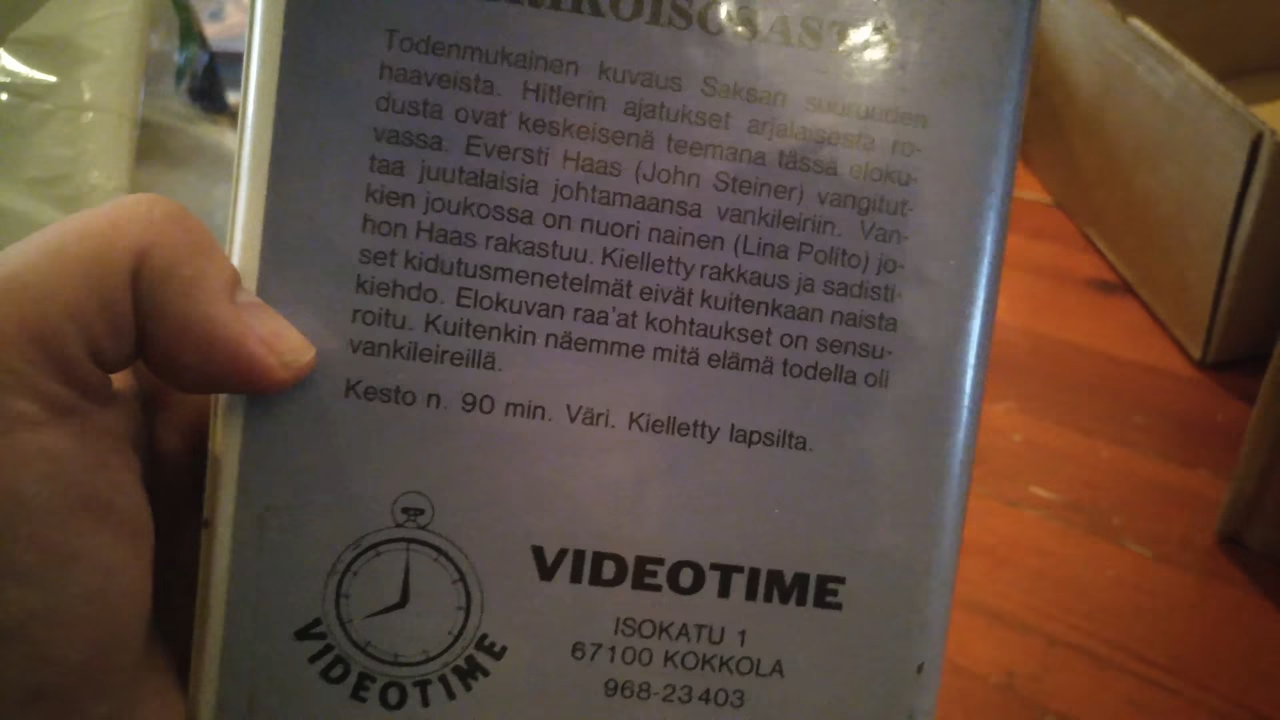 RIKOISOSASTO
Todenmukainen kuvaus Saksan suuruuden
haaveista. Hitlerin ajatukset arjalaisesta ro-
dusta ovat keskeisenä teemana tässä eloku-
vassa. Eversti Haas (John Steiner) vangitut-
taa juutalaisia johtamaansa vankileiriin. Van-
kien joukossa on nuori nainen (Lina Polito) jo-
hon Haas rakastuu. Kielletty rakkaus ja sadisti-
set kidutusmenetelmät eivät kuitenkaan naista
kiehdo. Elokuvan raa'at kohtaukset on sensu-
roitu. Kuitenkin näemme mitä elämä todella oli
vankileireillä.
Kesto n. 90 min. Väri. Kielletty lapsilta.
VIDEOTIME
VIDEOTIME
ISOKATU 1
67100 KOKKOLA
968-23403